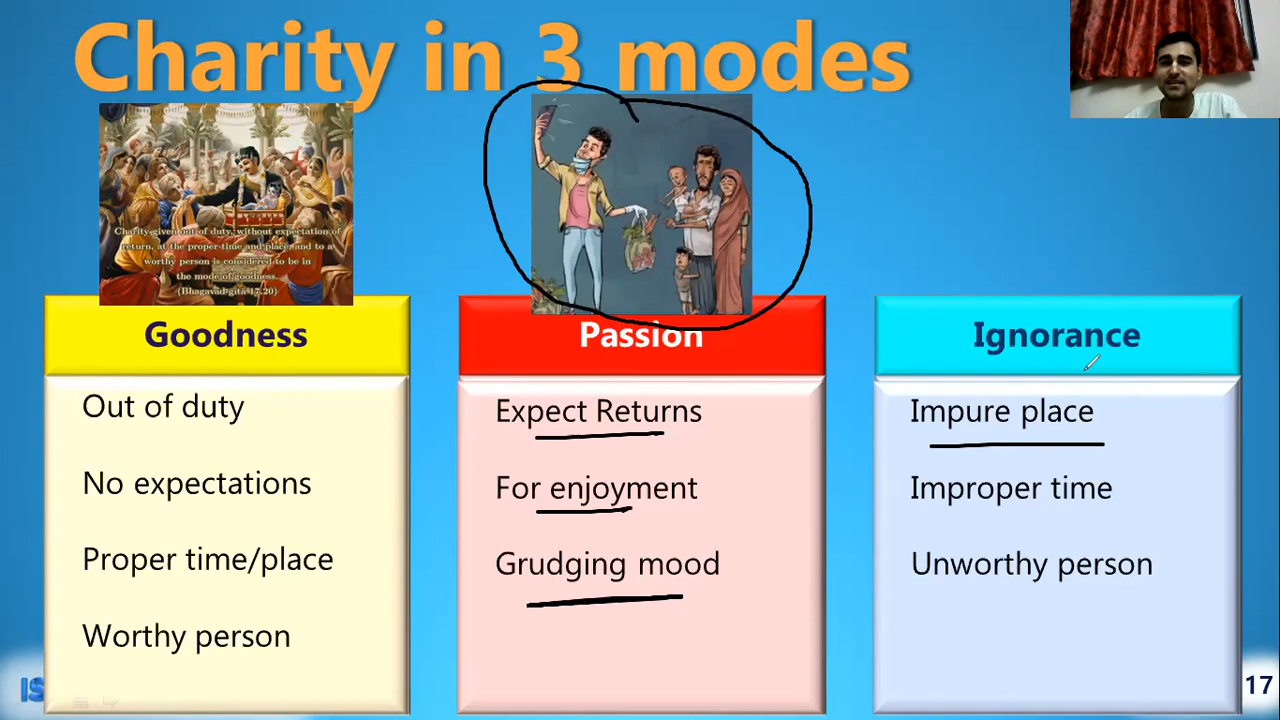 Charity in 3 modes
Charity given out of duty, without expectation of
return, at the proper time and place, and to a
worthy person is considered to be in
the mode of goodness.
(Bhagavad-gita 17.20)
Goodness
Out of duty
No expectations
Proper time/place
Worthy person
Passion
Expect Returns
For enjoyment
Grudging mood
Ignorance
Impure place
Improper time
Unworthy person
IS
17